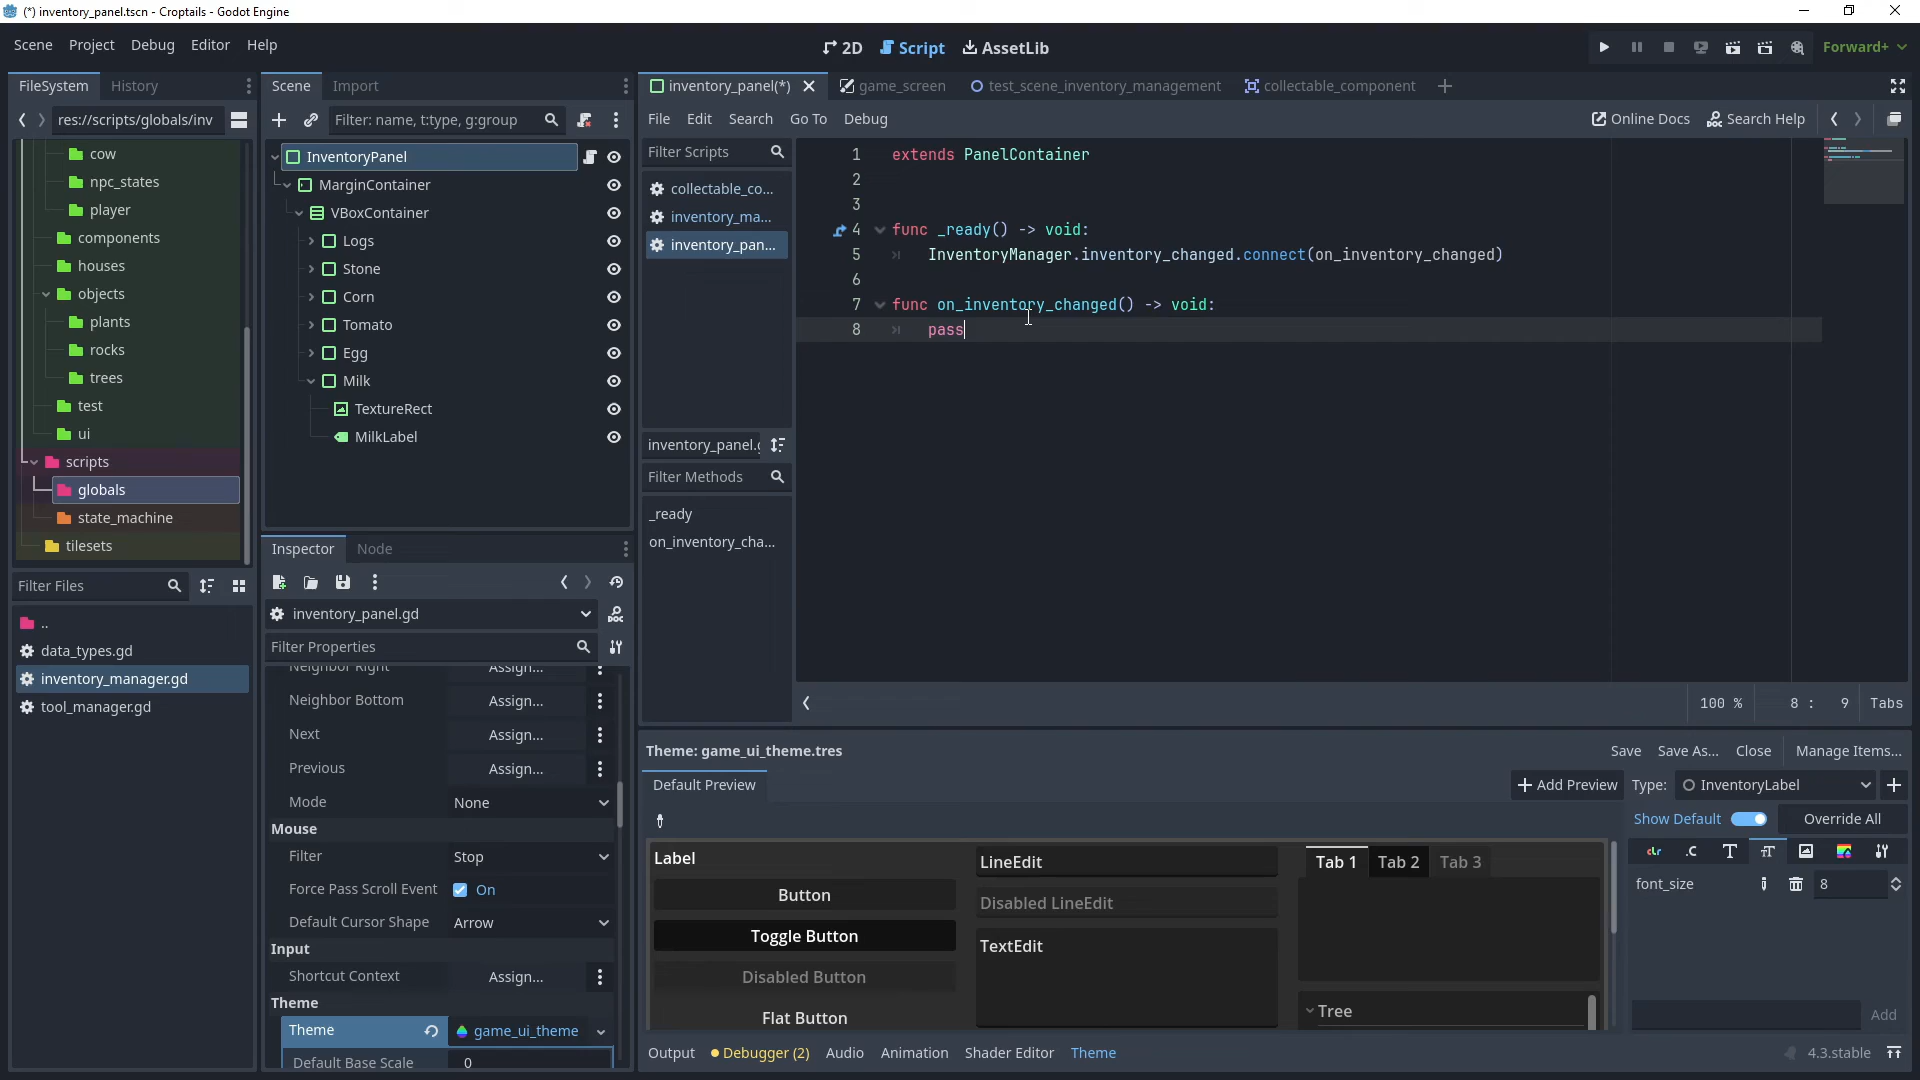 (*) inventory_panel.tscn - Croptails - Godot Engine
Scene Project Debug Editor Help
2D Script AssetLib
Forward+
FileSystem History
Scene Import
inventory_panel(*) game_screen test_scene_inventory_management collectable_component
res://scripts/globals/inv
Filter: name, t:type, g:group
File Edit Search Go To Debug
Online Docs Search Help
cow
npc_states
player
components
houses
objects
plants
rocks
trees
test
ui
scripts
globals
state_machine
tilesets
Filter Files
..
data_types.gd
inventory_manager.gd
tool_manager.gd
InventoryPanel
MarginContainer
VBoxContainer
Logs
Stone
Corn
Tomato
Egg
Milk
TextureRect
MilkLabel
Inspector Node
inventory_panel.gd
Filter Properties
Neighbor Right Assign...
Neighbor Bottom Assign...
Next Assign...
Previous Assign...
Mode None
Mouse
Filter Stop
Force Pass Scroll Event On
Default Cursor Shape Arrow
Input
Shortcut Context Assign...
Theme
Theme game_ui_theme
Default Base Scale 0
Filter Scripts
collectable_co...
inventory_ma...
inventory_pan...
inventory_panel.g
Filter Methods
_ready
on_inventory_cha...
1 extends PanelContainer
2
3
4 func _ready() -> void:
5 InventoryManager.inventory_changed.connect(on_inventory_changed)
6
7 func on_inventory_changed() -> void:
8 pass
100 % 8 : 9 Tabs
Theme: game_ui_theme.tres
Save Save As... Close Manage Items...
Default Preview
Add Preview Type: InventoryLabel
Show Default Override All
font_size 8
Add
Label
Button
Toggle Button
Disabled Button
Flat Button
LineEdit
Disabled LineEdit
TextEdit
Tab 1 Tab 2 Tab 3
Tree
Output Debugger (2) Audio Animation Shader Editor Theme
4.3.stable